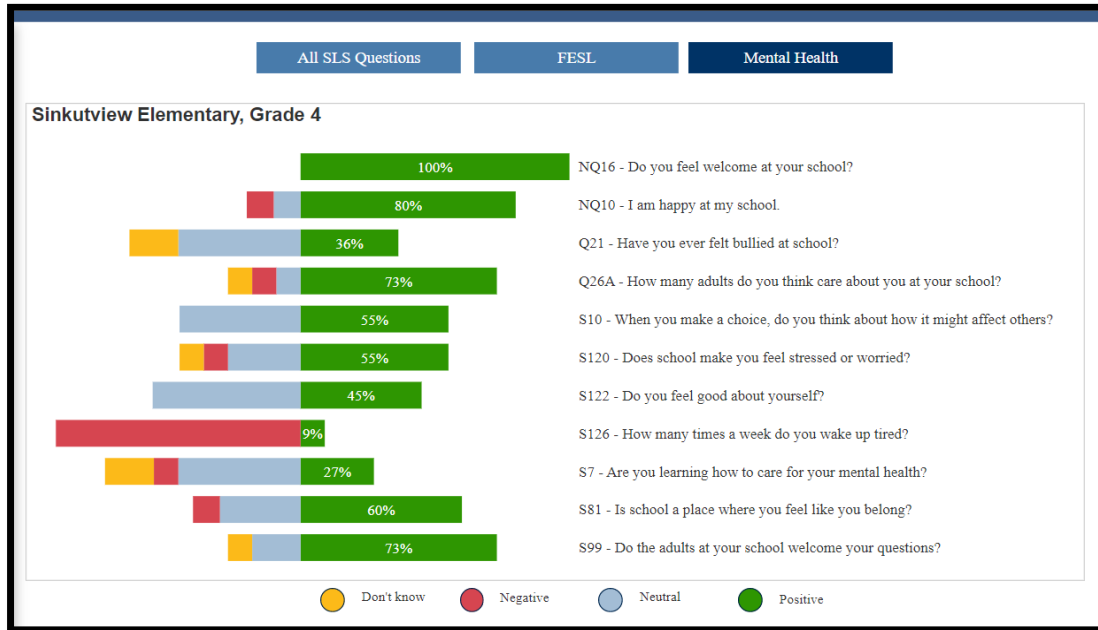 All SLS Questions
FESL
Mental Health
Sinkutview Elementary, Grade 4
100% NQ16 - Do you feel welcome at your school?
80% NQ10 - I am happy at my school.
36% Q21 - Have you ever felt bullied at school?
73% Q26A - How many adults do you think care about you at your school?
55% S10 - When you make a choice, do you think about how it might affect others?
55% S120 - Does school make you feel stressed or worried?
45% S122 - Do you feel good about yourself?
9% S126 - How many times a week do you wake up tired?
27% S7 - Are you learning how to care for your mental health?
60% S81 - Is school a place where you feel like you belong?
73% S99 - Do the adults at your school welcome your questions?
Don't know
Negative
Neutral
Positive